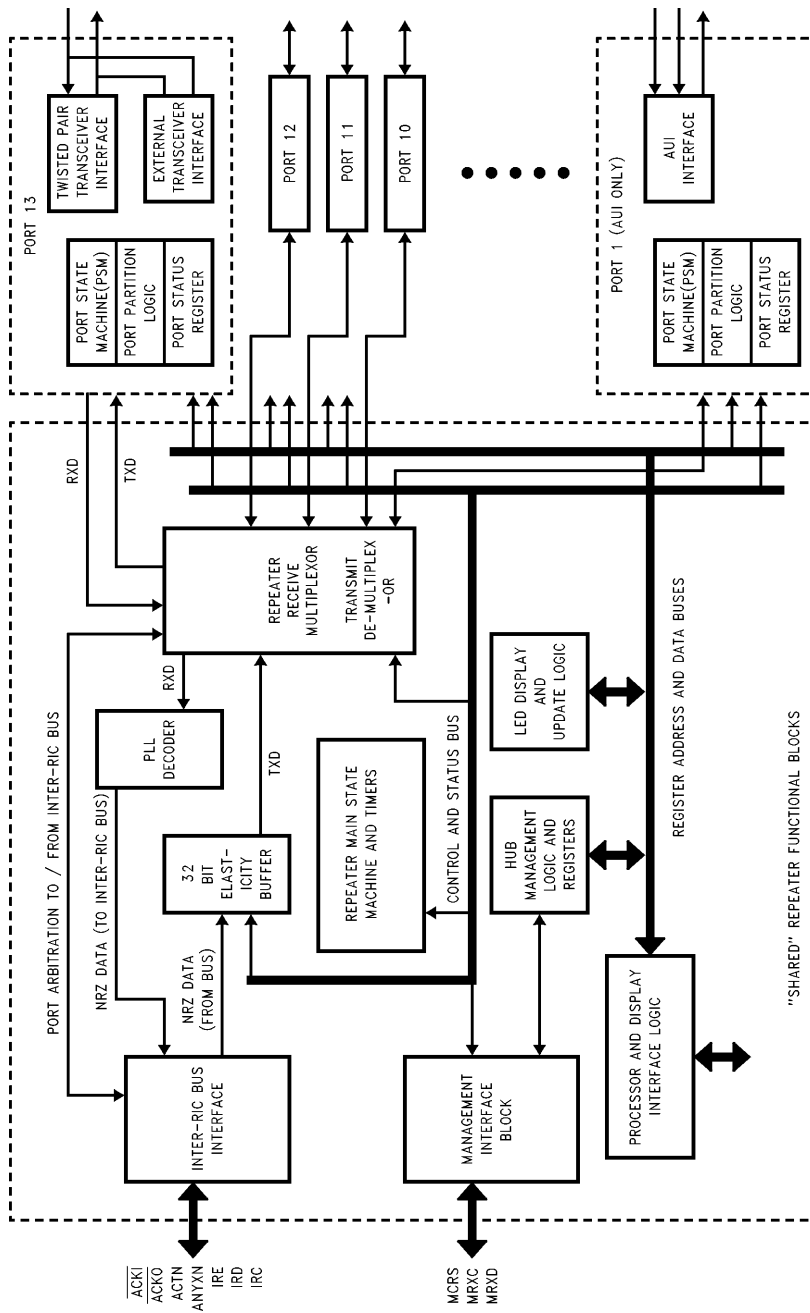 PORT 13
TWISTED PAIR
TRANSCEIVER
INTERFACE
EXTERNAL
TRANSCEIVER
INTERFACE
PORT STATE
MACHINE(PSM)
PORT PARTITION
LOGIC
PORT STATUS
REGISTER
PORT 12
PORT 11
PORT 10
PORT 1 (AUI ONLY)
AUI
INTERFACE
PORT STATE
MACHINE(PSM)
PORT PARTITION
LOGIC
PORT STATUS
REGISTER
RXD
TXD
REPEATER
RECEIVE
MULTIPLEXOR
TRANSMIT
DE-MULTIPLEX
-OR
PORT ARBITRATION TO / FROM INTER-RIC BUS
RXD
PLL
DECODER
NRZ DATA (TO INTER-RIC BUS)
TXD
32
BIT
ELAST-
ICITY
BUFFER
NRZ DATA
(FROM BUS)
REPEATER MAIN STATE
MACHINE AND TIMERS
CONTROL AND STATUS BUS
LED DISPLAY
AND
UPDATE LOGIC
HUB
MANAGEMENT
LOGIC AND
REGISTERS
REGISTER ADDRESS AND DATA BUSES
INTER-RIC BUS
INTERFACE
MANAGEMENT
INTERFACE
BLOCK
PROCESSOR AND DISPLAY
INTERFACE LOGIC
"SHARED" REPEATER FUNCTIONAL BLOCKS
ACKI
ACKO
ACTN
ANYXN
IRE
IRD
IRC
MCRS
MRXC
MRXD